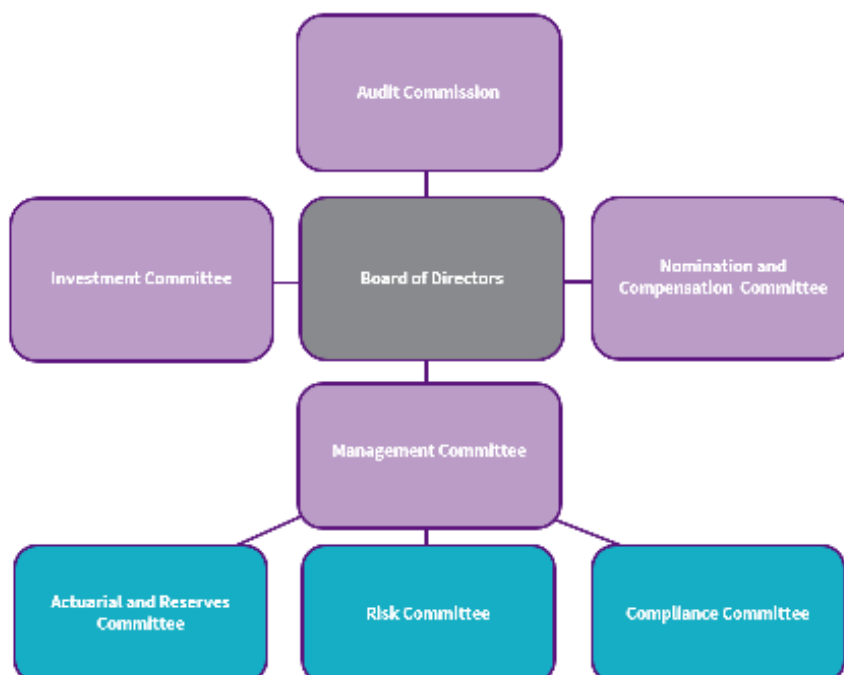 Audit Commission
Investment Committee
Board of Directors
Nomination and
Compensation Committee
Management Committee
Actuarial and Reserves
Committee
Risk Committee
Compliance Committee